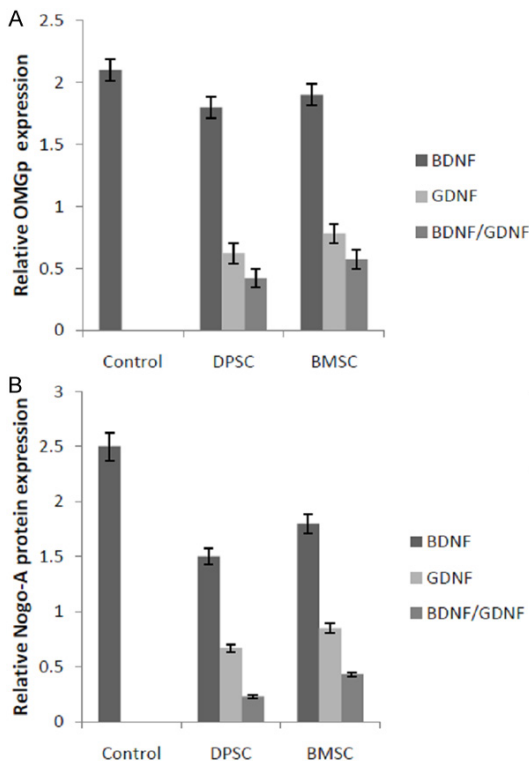 A
Relative OMGp expression
2.5
2
1.5
1
0.5
0
Control DPSC BMSC
BDNF
GDNF
BDNF/GDNF
B
Relative Nogo-A protein expression
3
2.5
2
1.5
1
0.5
0
Control DPSC BMSC
BDNF
GDNF
BDNF/GDNF